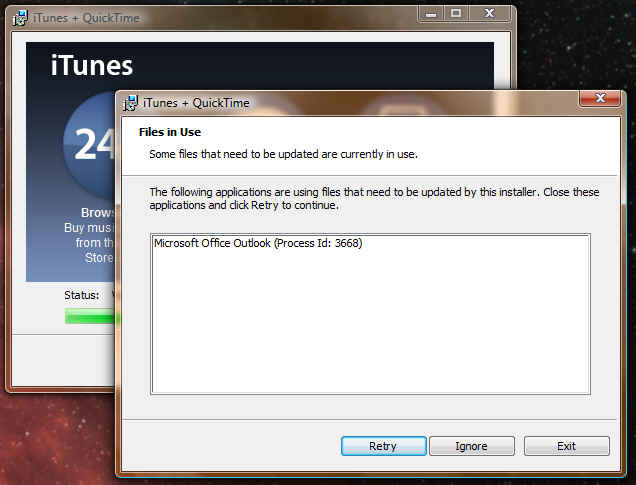 iTunes + QuickTime
iTunes
24
Brows
Buy musi
from th
Store
Status:
iTunes + QuickTime
Files in Use
Some files that need to be updated are currently in use.
The following applications are using files that need to be updated by this installer. Close these
applications and click Retry to continue.
Microsoft Office Outlook (Process Id: 3668)
Retry
Ignore
Exit